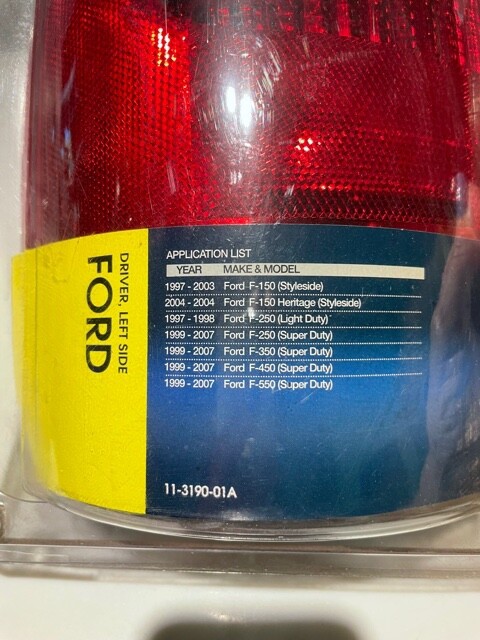 DRIVER, LEFT SIDE
FORD
APPLICATION LIST
YEAR MAKE & MODEL
1997 - 2003 Ford F-150 (Styleside)
2004 - 2004 Ford F-150 Heritage (Styleside)
1997 - 1998 Ford F-250 (Light Duty)
1999 - 2007 Ford F-250 (Super Duty)
1999 - 2007 Ford F-350 (Super Duty)
1999 - 2007 Ford F-450 (Super Duty)
1999 - 2007 Ford F-550 (Super Duty)
11-3190-01A